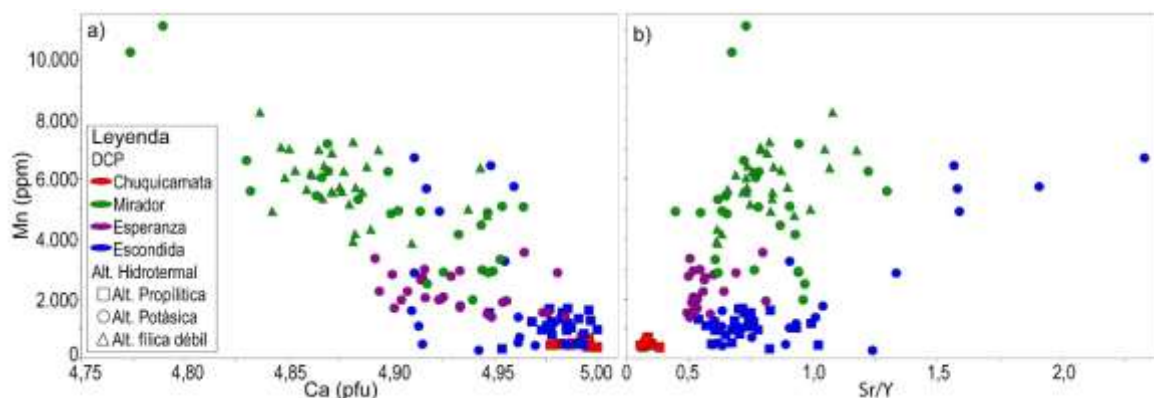 a)
b)
Mn (ppm)
10.000
8.000
6.000
4.000
2.000
0
Leyenda
DCP
Chuquicamata
Mirador
Esperanza
Escondida
Alt. Hidrotermal
Alt. Propilítica
Alt. Potásica
Alt. fílica débil
4,75 4,80 4,85 4,90 4,95 5,00
Ca (pfu)
0,5 1,0 1,5 2,0
Sr/Y